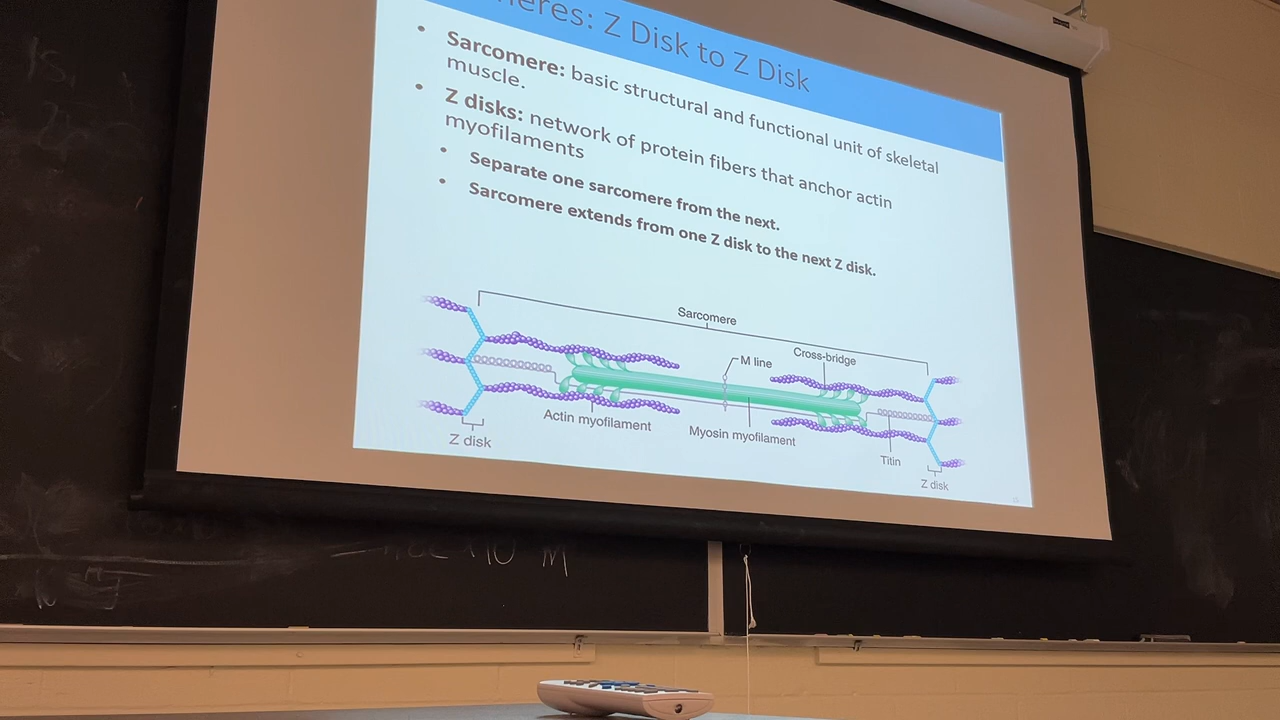 eres: Z Disk to Z Disk
• Sarcomere: basic structural and functional unit of skeletal
muscle.
• Z disks: network of protein fibers that anchor actin
myofilaments
• Separate one sarcomere from the next.
• Sarcomere extends from one Z disk to the next Z disk.
Sarcomere
M line
Cross-bridge
Actin myofilament
Myosin myofilament
Z disk
Titin
Z disk
x10 M